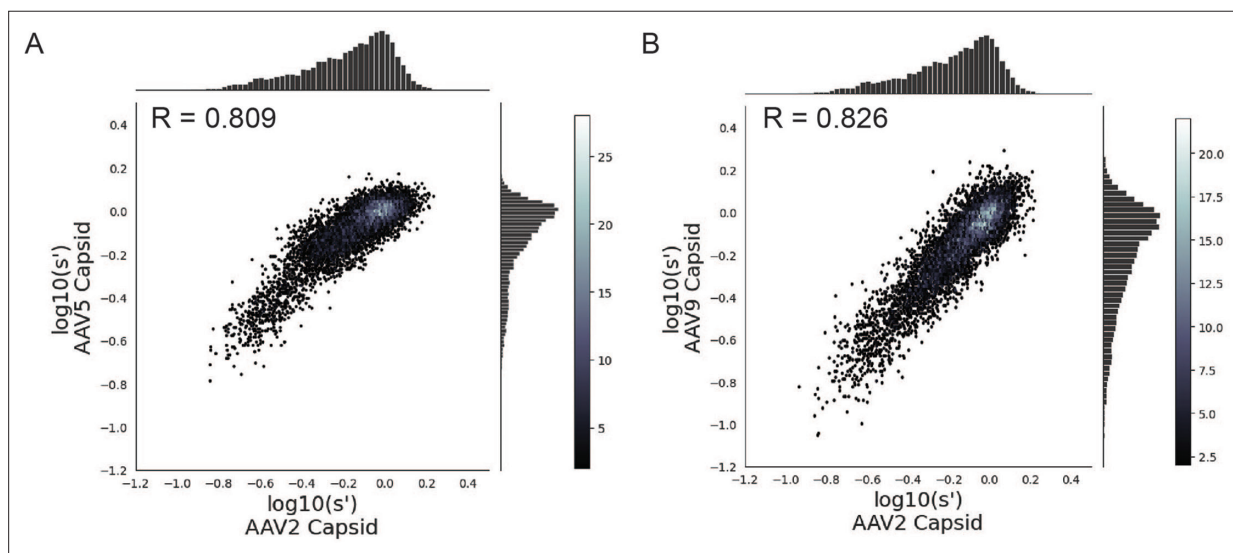 A
R = 0.809
0.4
0.2
0.0
−0.2
−0.4
−0.6
−0.8
−1.0
−1.2
log10(s')
AAV5 Capsid
−1.2 −1.0 −0.8 −0.6 −0.4 −0.2 0.0 0.2 0.4
log10(s')
AAV2 Capsid
25
20
15
10
5
B
R = 0.826
0.4
0.2
0.0
−0.2
−0.4
−0.6
−0.8
−1.0
−1.2
log10(s')
AAV9 Capsid
−1.2 −1.0 −0.8 −0.6 −0.4 −0.2 0.0 0.2 0.4
log10(s')
AAV2 Capsid
20.0
17.5
15.0
12.5
10.0
7.5
5.0
2.5